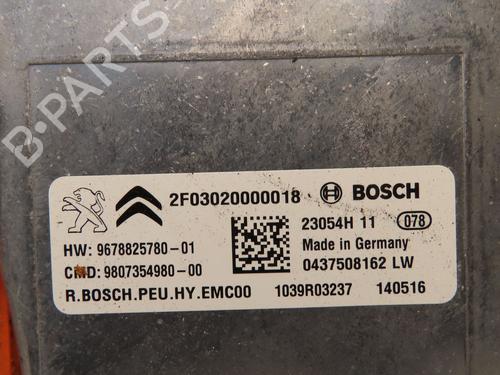 B-PARTS
2F03020000018 BOSCH
23054H 11 078
HW: 9678825780-01 Made in Germany
CMD: 9807354980-00 0437508162 LW
R.BOSCH.PEU.HY.EMC00 1039R03237 140516